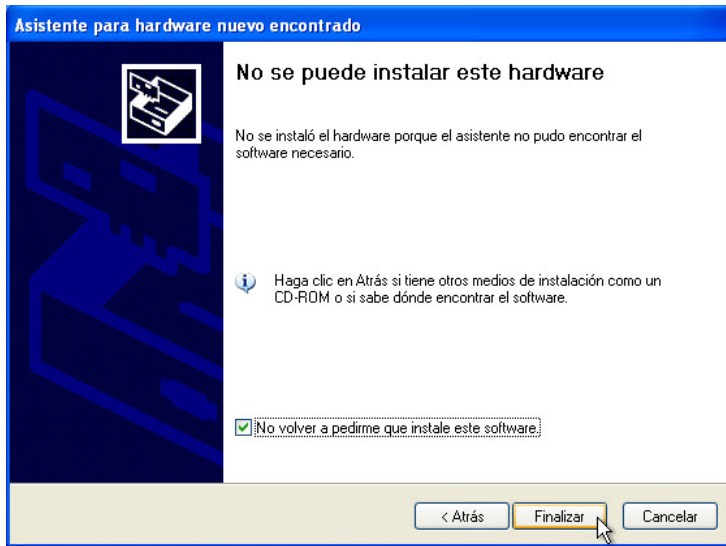 Asistente para hardware nuevo encontrado
No se puede instalar este hardware
No se instaló el hardware porque el asistente no pudo encontrar el
software necesario.
Haga clic en Atrás si tiene otros medios de instalación como un
CD-ROM o si sabe dónde encontrar el software.
No volver a pedirme que instale este software.
< Atrás Finalizar Cancelar